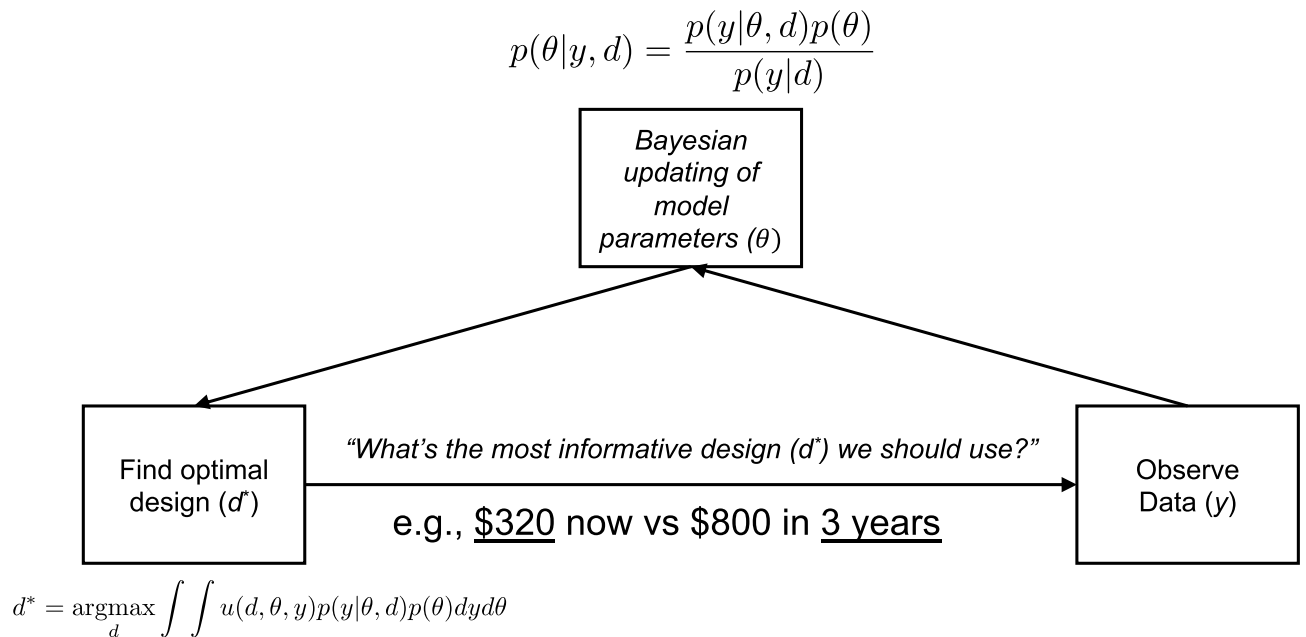 p(θ|y, d) = p(y|θ, d)p(θ) / p(y|d)
Bayesian
updating of
model
parameters (θ)
Find optimal
design (d*)
“What’s the most informative design (d*) we should use?”
e.g., $320 now vs $800 in 3 years
Observe
Data (y)
d* = argmax_d ∫ ∫ u(d, θ, y)p(y|θ, d)p(θ)dydθ